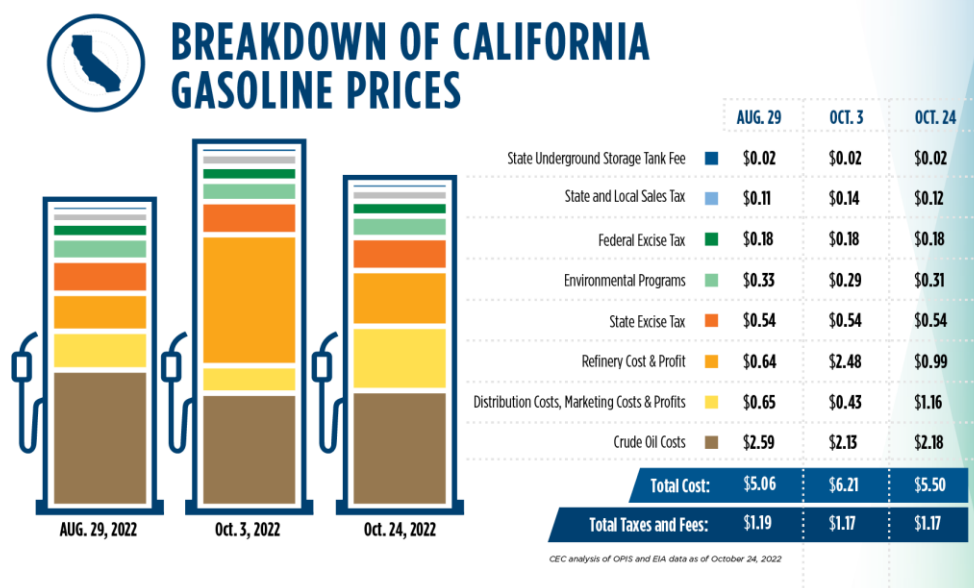 BREAKDOWN OF CALIFORNIA
GASOLINE PRICES
AUG. 29 OCT. 3 OCT. 24
State Underground Storage Tank Fee $0.02 $0.02 $0.02
State and Local Sales Tax $0.11 $0.14 $0.12
Federal Excise Tax $0.18 $0.18 $0.18
Environmental Programs $0.33 $0.29 $0.31
State Excise Tax $0.54 $0.54 $0.54
Refinery Cost & Profit $0.64 $2.48 $0.99
Distribution Costs, Marketing Costs & Profits $0.65 $0.43 $1.16
Crude Oil Costs $2.59 $2.13 $2.18
Total Cost: $5.06 $6.21 $5.50
Total Taxes and Fees: $1.19 $1.17 $1.17
AUG. 29, 2022 Oct. 3, 2022 Oct. 24, 2022
CEC analysis of OPIS and EIA data as of October 24, 2022